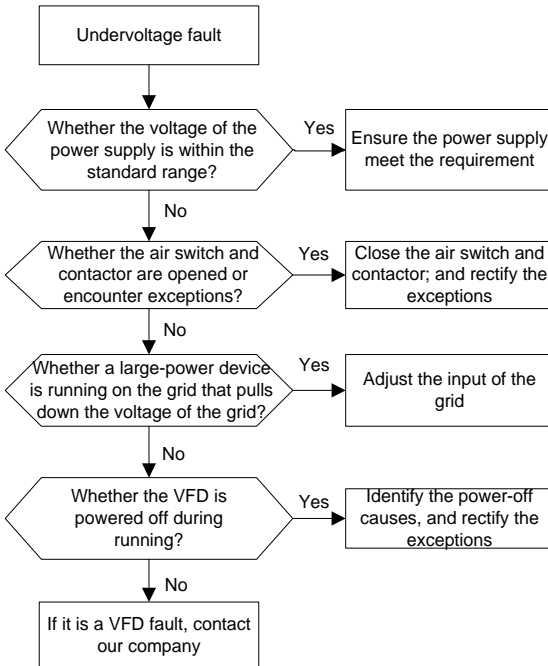 Undervoltage fault
Whether the voltage of the
power supply is within the
standard range?
Yes
Ensure the power supply
meet the requirement
No
Whether the air switch and
contactor are opened or
encounter exceptions?
Yes
Close the air switch and
contactor; and rectify the
exceptions
No
Whether a large-power device
is running on the grid that pulls
down the voltage of the grid?
Yes
Adjust the input of the
grid
No
Whether the VFD is
powered off during
running?
Yes
Identify the power-off
causes, and rectify the
exceptions
No
If it is a VFD fault, contact
our company